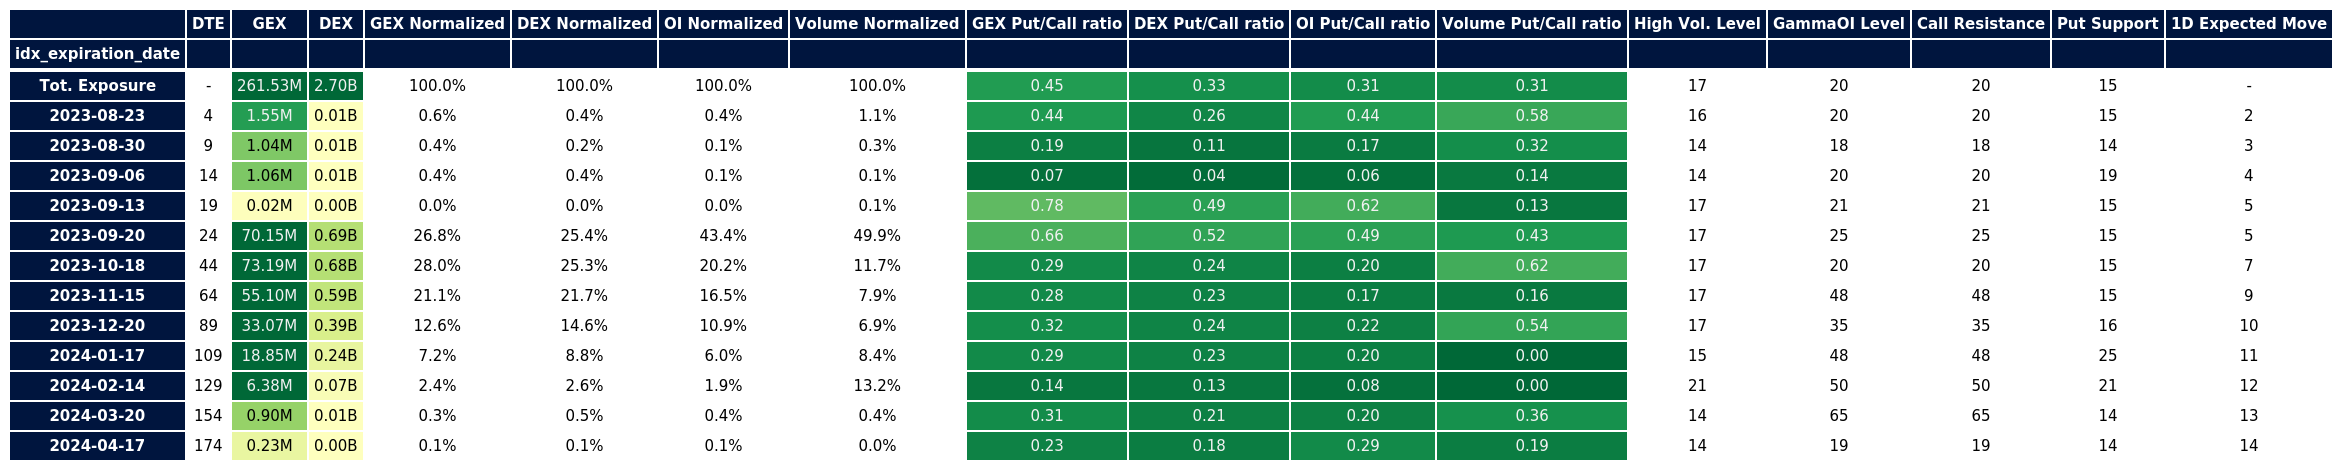 DTE GEX DEX GEX Normalized DEX Normalized OI Normalized Volume Normalized GEX Put/Call ratio DEX Put/Call ratio OI Put/Call ratio Volume Put/Call ratio High Vol. Level GammaOI Level Call Resistance Put Support 1D Expected Move
idx_expiration_date
Tot. Exposure - 261.53M 2.70B 100.0% 100.0% 100.0% 100.0% 0.45 0.33 0.31 0.31 17 20 20 15 -
2023-08-23 4 1.55M 0.01B 0.6% 0.4% 0.4% 1.1% 0.44 0.26 0.44 0.58 16 20 20 15 2
2023-08-30 9 1.04M 0.01B 0.4% 0.2% 0.1% 0.3% 0.19 0.11 0.17 0.32 14 18 18 14 3
2023-09-06 14 1.06M 0.01B 0.4% 0.4% 0.1% 0.1% 0.07 0.04 0.06 0.14 14 20 20 19 4
2023-09-13 19 0.02M 0.00B 0.0% 0.0% 0.0% 0.1% 0.78 0.49 0.62 0.13 17 21 21 15 5
2023-09-20 24 70.15M 0.69B 26.8% 25.4% 43.4% 49.9% 0.66 0.52 0.49 0.43 17 25 25 15 5
2023-10-18 44 73.19M 0.68B 28.0% 25.3% 20.2% 11.7% 0.29 0.24 0.20 0.62 17 20 20 15 7
2023-11-15 64 55.10M 0.59B 21.1% 21.7% 16.5% 7.9% 0.28 0.23 0.17 0.16 17 48 48 15 9
2023-12-20 89 33.07M 0.39B 12.6% 14.6% 10.9% 6.9% 0.32 0.24 0.22 0.54 17 35 35 16 10
2024-01-17 109 18.85M 0.24B 7.2% 8.8% 6.0% 8.4% 0.29 0.23 0.20 0.00 15 48 48 25 11
2024-02-14 129 6.38M 0.07B 2.4% 2.6% 1.9% 13.2% 0.14 0.13 0.08 0.00 21 50 50 21 12
2024-03-20 154 0.90M 0.01B 0.3% 0.5% 0.4% 0.4% 0.31 0.21 0.20 0.36 14 65 65 14 13
2024-04-17 174 0.23M 0.00B 0.1% 0.1% 0.1% 0.0% 0.23 0.18 0.29 0.19 14 19 19 14 14